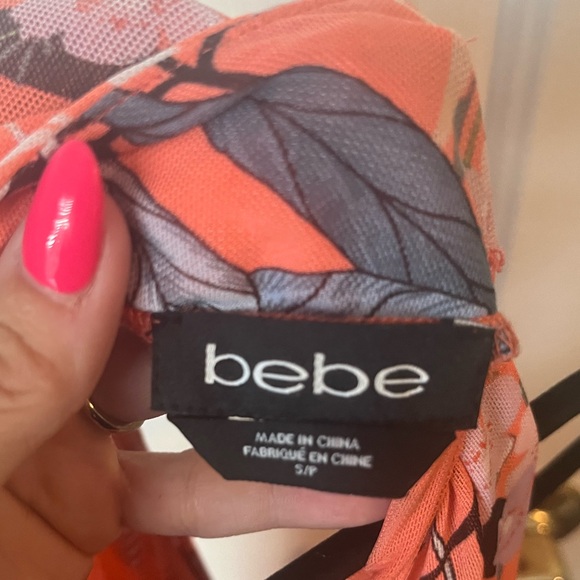 bebe
MADE IN CHINA
FABRIQUÉ EN CHINE
S/P